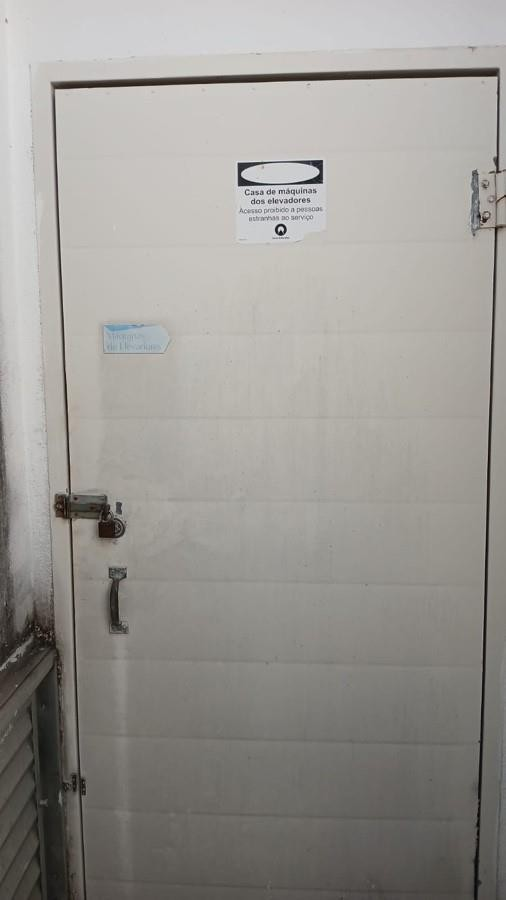 Casa de máquinas
dos elevadores
Acesso proibido a pessoas
estranhas ao serviço
Máquinas
de Elevadores